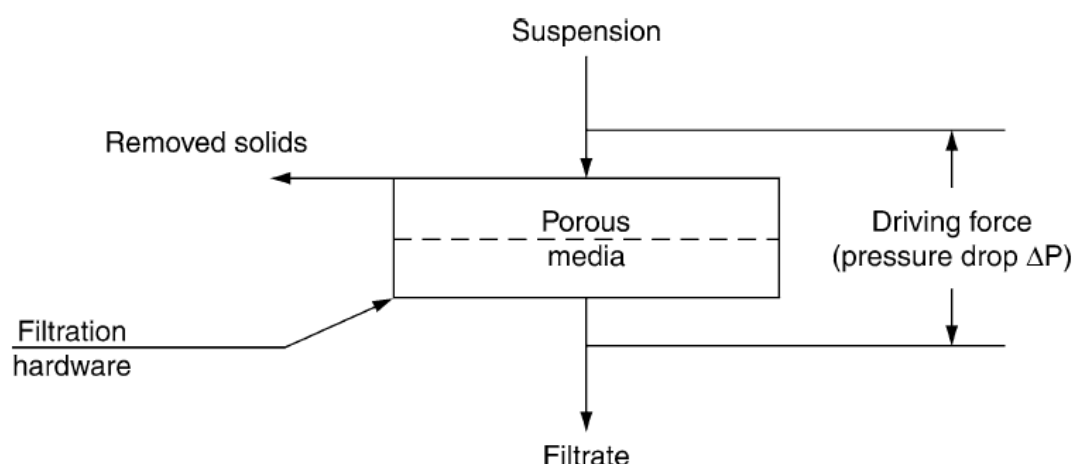 Suspension
Removed solids
Porous
media
Driving force
(pressure drop ΔP)
Filtration
hardware
Filtrate